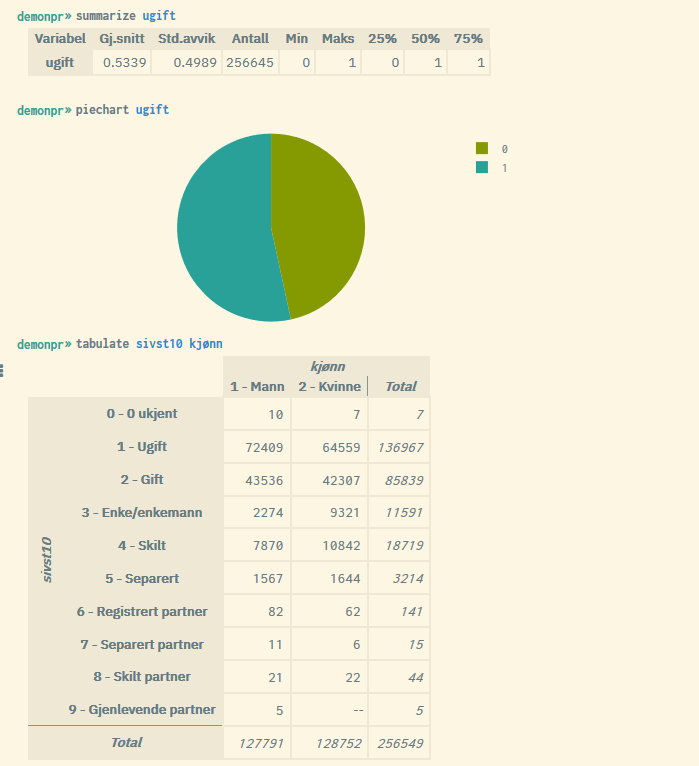 demonpr» summarize ugift
Variabel Gj.snitt Std.avvik Antall Min Maks 25% 50% 75%
ugift 0.5339 0.4989 256645 0 1 0 1 1
demonpr» piechart ugift
0
1
demonpr» tabulate sivst10 kjønn
kjønn
1 - Mann 2 - Kvinne Total
sivst10
0 - 0 ukjent 10 7 7
1 - Ugift 72409 64559 136967
2 - Gift 43536 42307 85839
3 - Enke/enkemann 2274 9321 11591
4 - Skilt 7870 10842 18719
5 - Separert 1567 1644 3214
6 - Registrert partner 82 62 141
7 - Separert partner 11 6 15
8 - Skilt partner 21 22 44
9 - Gjenlevende partner 5 -- 5
Total 127791 128752 256549